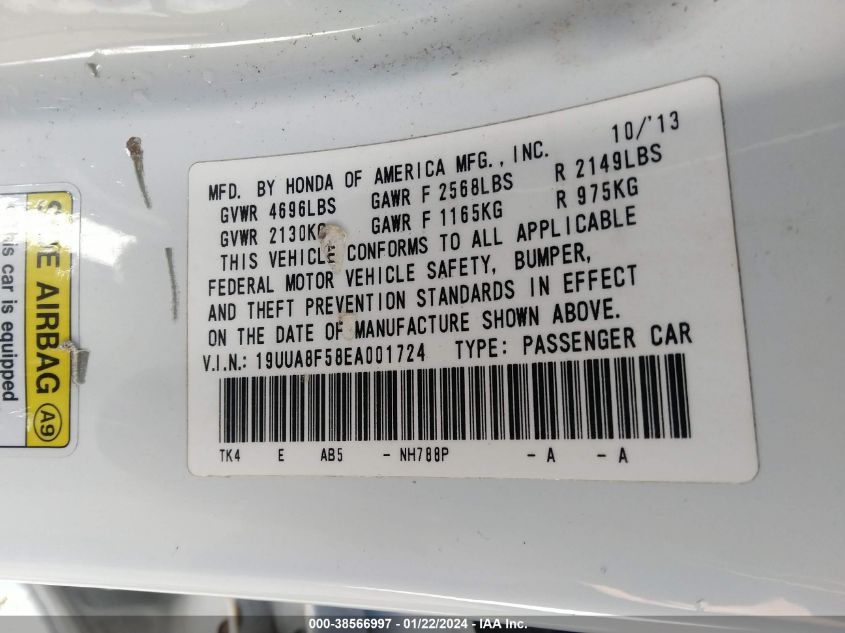 10/'13
MFD. BY HONDA OF AMERICA MFG., INC.
GVWR 4696LBS GAWR F 2568LBS R 2149LBS
GVWR 2130KG GAWR F 1165KG R 975KG
THIS VEHICLE CONFORMS TO ALL APPLICABLE
FEDERAL MOTOR VEHICLE SAFETY, BUMPER,
AND THEFT PREVENTION STANDARDS IN EFFECT
ON THE DATE OF MANUFACTURE SHOWN ABOVE.
V.I.N.: 19UUA8F58EA001724 TYPE: PASSENGER CAR
TK4 E AB5 - NH788P - A - A
AIRBAG A9
car is equipped
000-38566997 - 01/22/2024 - IAA Inc.